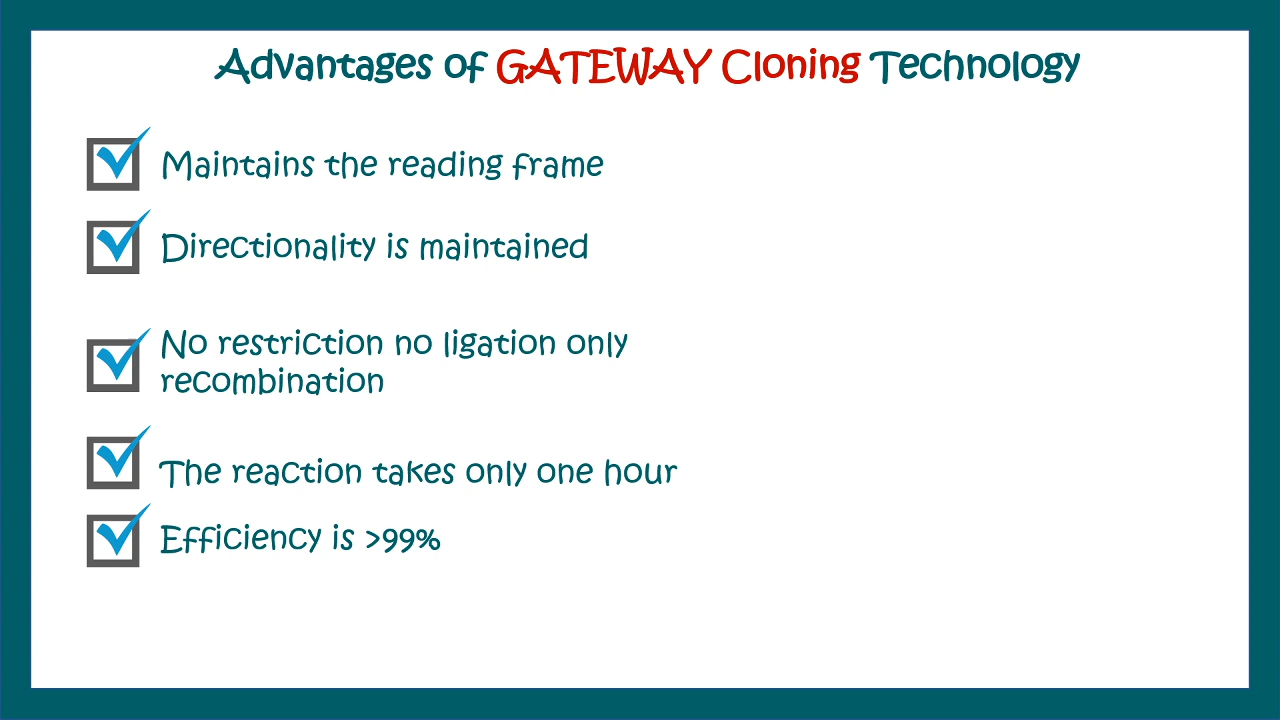 Advantages of GATEWAY Cloning Technology
Maintains the reading frame
Directionality is maintained
No restriction no ligation only
recombination
The reaction takes only one hour
Efficiency is >99%